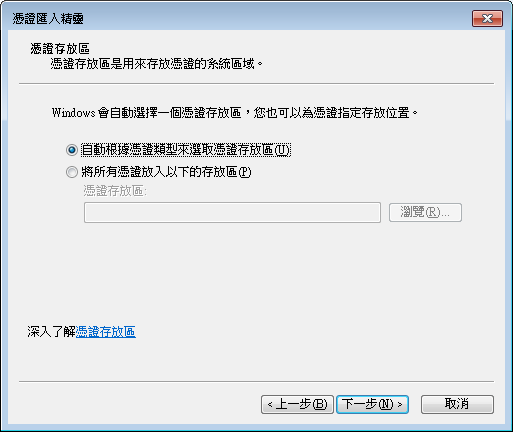 憑證匯入精靈
憑證存放區
憑證存放區是用來存放憑證的系統區域。
Windows 會自動選擇一個憑證存放區，您也可以為憑證指定存放位置。
自動根據憑證類型來選取憑證存放區(U)
將所有憑證放入以下的存放區(P)
憑證存放區:
瀏覽(R)...
深入了解憑證存放區
< 上一步(B)
下一步(N) >
取消